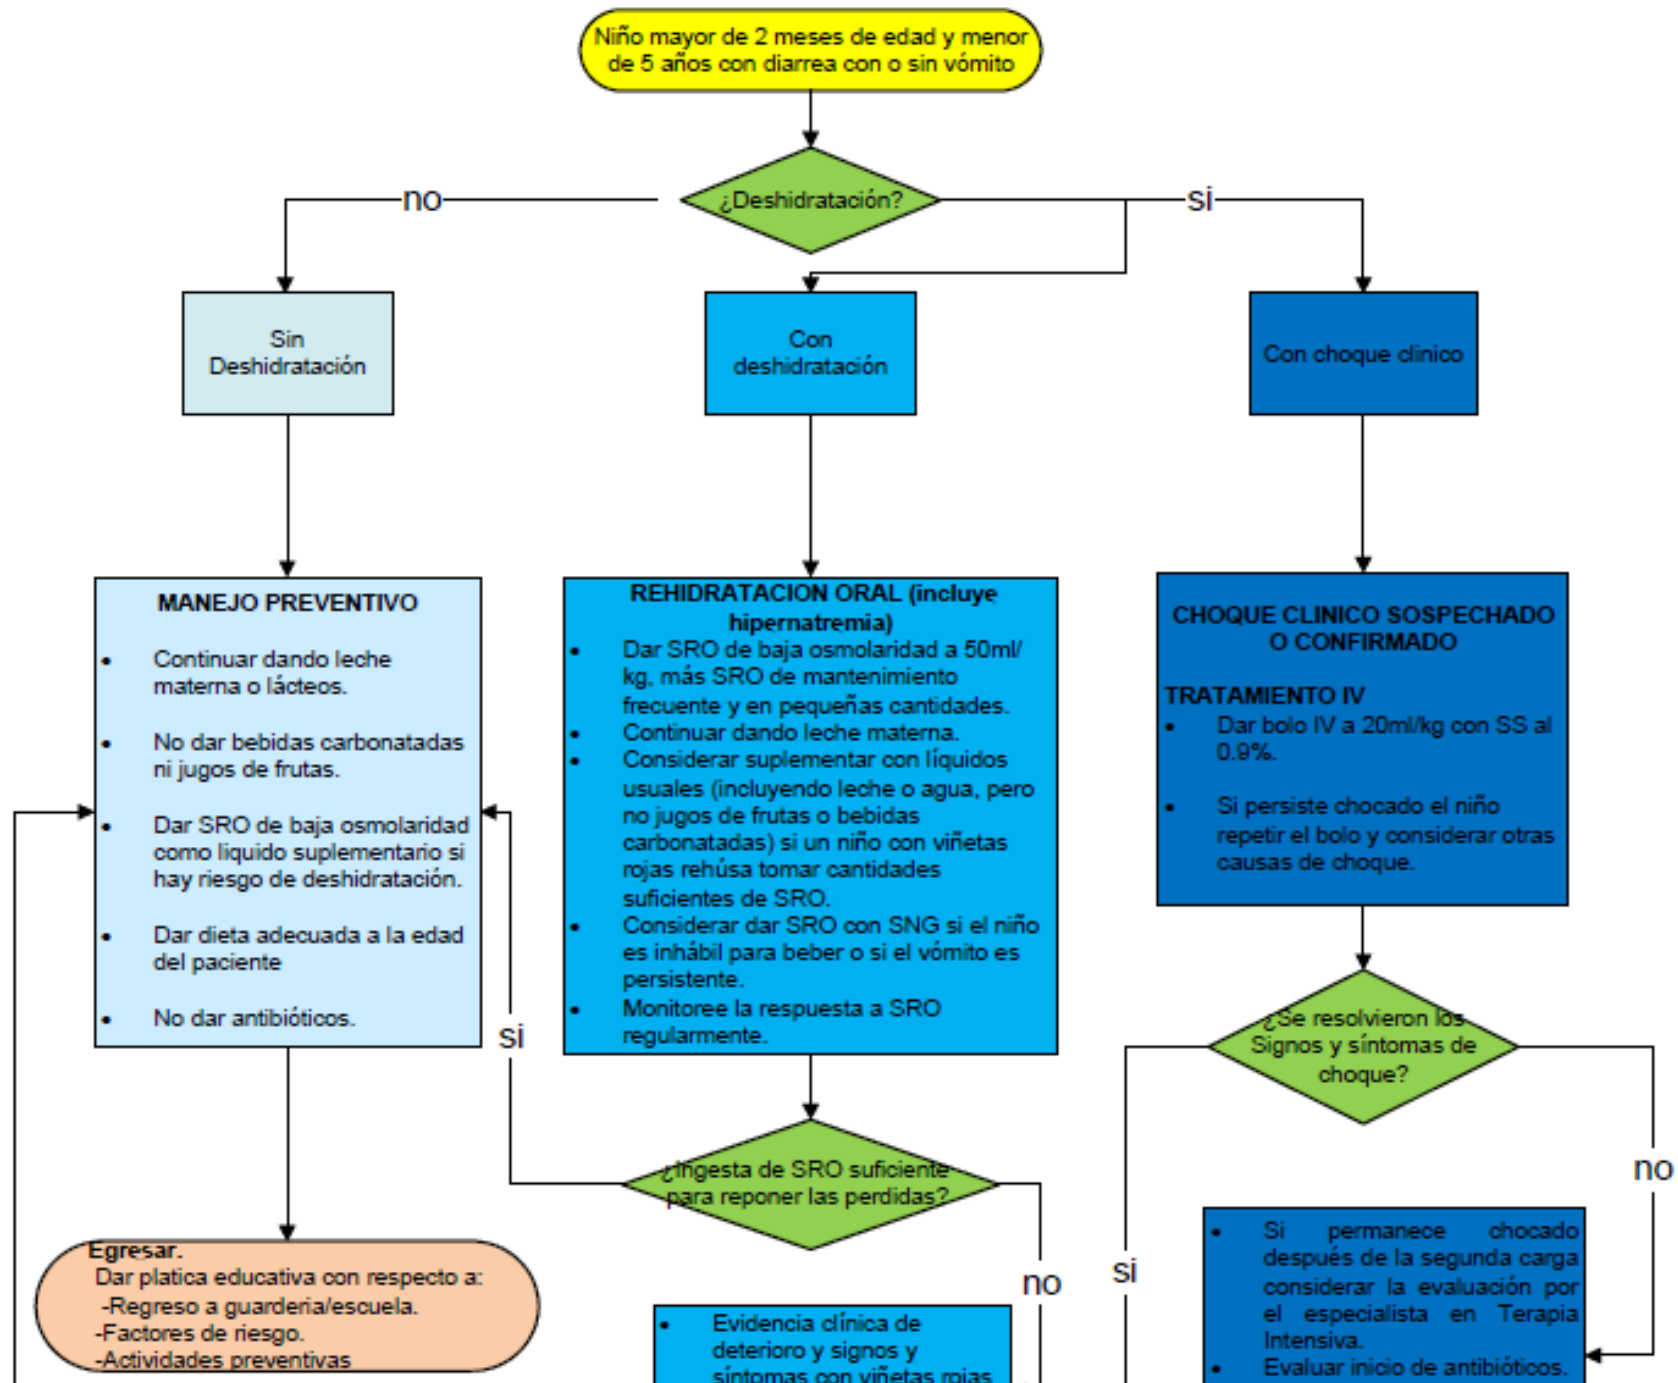 Niño mayor de 2 meses de edad y menor
de 5 años con diarrea con o sin vómito
¿Deshidratación?
no
si
Sin
Deshidratación
Con
deshidratación
Con choque clinico
MANEJO PREVENTIVO
• Continuar dando leche
materna o lácteos.
• No dar bebidas carbonatadas
ni jugos de frutas.
• Dar SRO de baja osmolaridad
como liquido suplementario si
hay riesgo de deshidratación.
• Dar dieta adecuada a la edad
del paciente
• No dar antibióticos.
REHIDRATACION ORAL (incluye
hipernatremia)
• Dar SRO de baja osmolaridad a 50ml/
kg, más SRO de mantenimiento
frecuente y en pequeñas cantidades.
• Continuar dando leche materna.
• Considerar suplementar con líquidos
usuales (incluyendo leche o agua, pero
no jugos de frutas o bebidas
carbonatadas) si un niño con viñetas
rojas rehúsa tomar cantidades
suficientes de SRO.
• Considerar dar SRO con SNG si el niño
es inhábil para beber o si el vómito es
persistente.
• Monitoree la respuesta a SRO
regularmente.
CHOQUE CLINICO SOSPECHADO
O CONFIRMADO
TRATAMIENTO IV
• Dar bolo IV a 20ml/kg con SS al
0.9%.
• Si persiste chocado el niño
repetir el bolo y considerar otras
causas de choque.
¿Se resolvieron los
Signos y síntomas de
choque?
si
no
¿Ingesta de SRO suficiente
para reponer las perdidas?
si
no
Egresar.
Dar platica educativa con respecto a:
-Regreso a guarderia/escuela.
-Factores de riesgo.
-Actividades preventivas
• Evidencia clínica de
deterioro y signos y
síntomas con viñetas rojas
• Si permanece chocado
después de la segunda carga
considerar la evaluación por
el especialista en Terapia
Intensiva.
• Evaluar inicio de antibióticos.